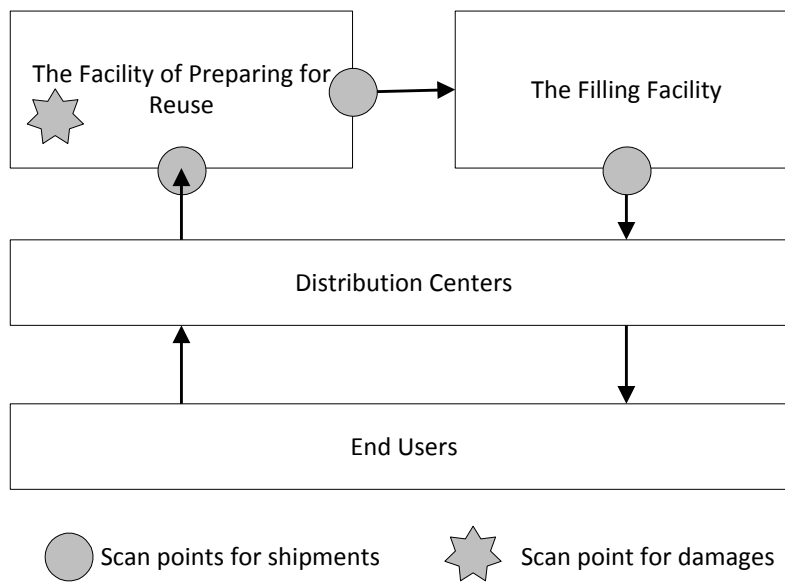 The Facility of Preparing for
Reuse
The Filling Facility
Distribution Centers
End Users
Scan points for shipments
Scan point for damages